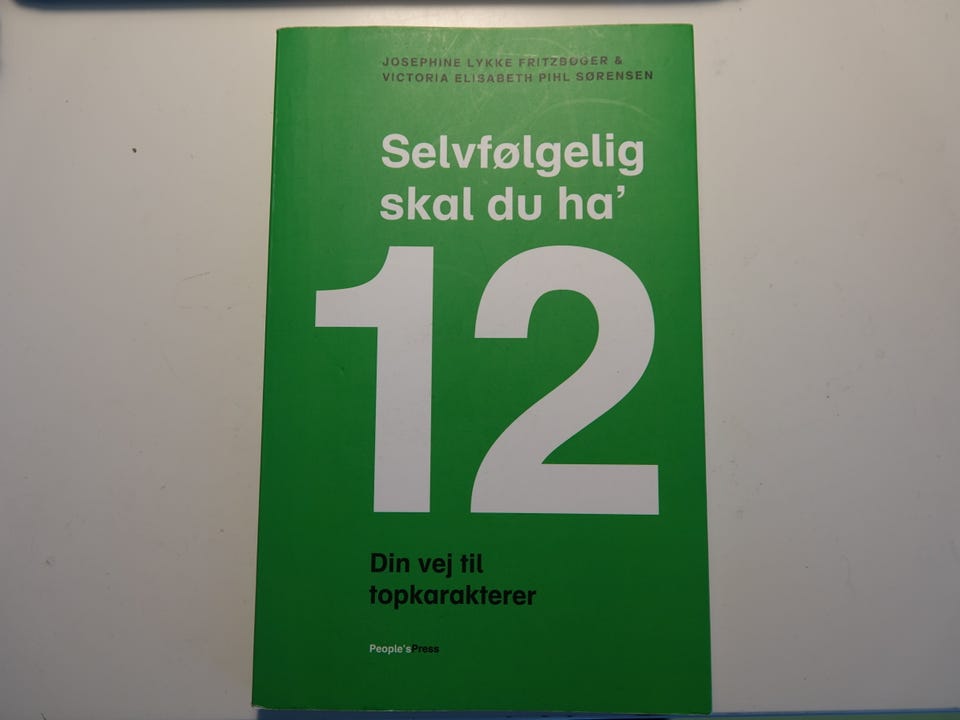 JOSEPHINE LYKKE FRITZBØGER &
VICTORIA ELISABETH PIHL SØRENSEN
Selvfølgelig
skal du ha’
12
Din vej til
topkarakterer
People'sPress